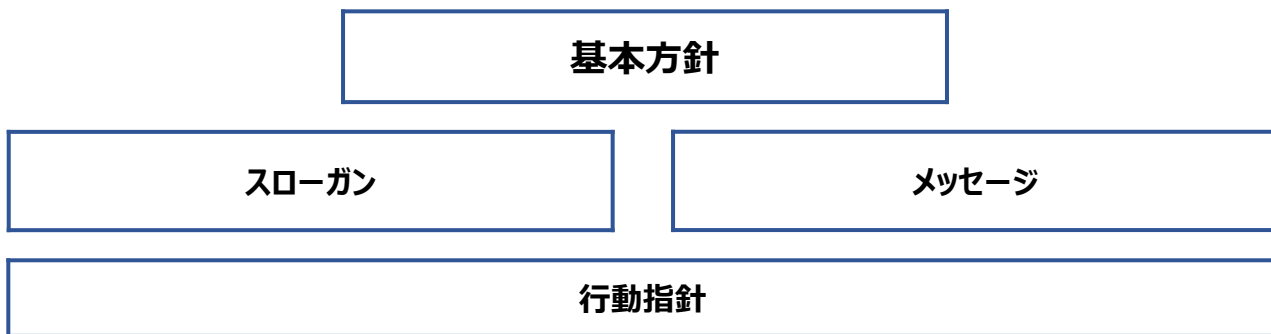 基本方針
スローガン
メッセージ
行動指針